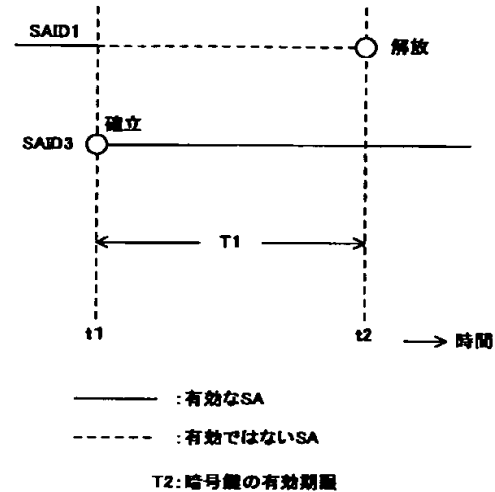 SAID1
解放
確立
SAID3
T1
t1
t2
時間
:有効なSA
:有効ではないSA
T2:暗号鍵の有効期限